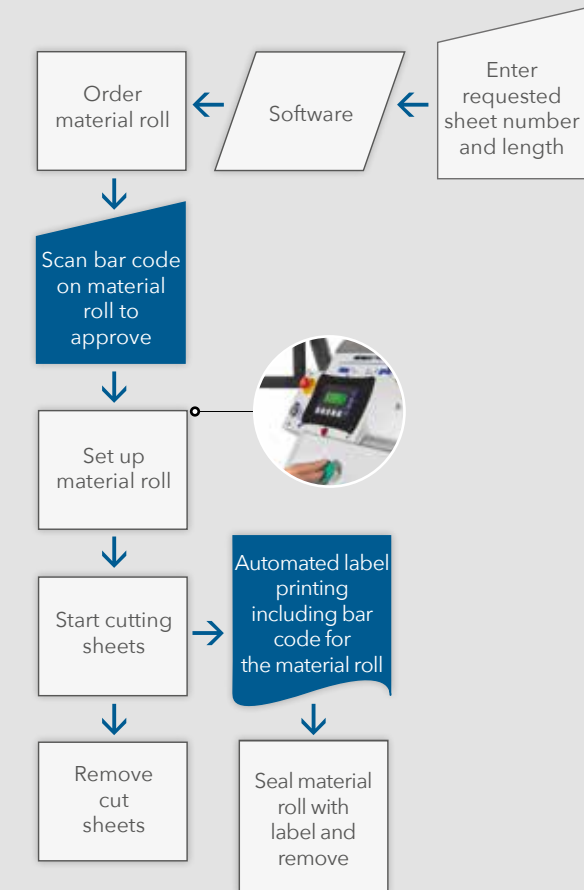 Enter
requested
sheet number
and length
Software
Order
material roll
Scan bar code
on material
roll to
approve
Set up
material roll
Start cutting
sheets
Automated label
printing
including bar
code for
the material roll
Remove
cut
sheets
Seal material
roll with
label and
remove